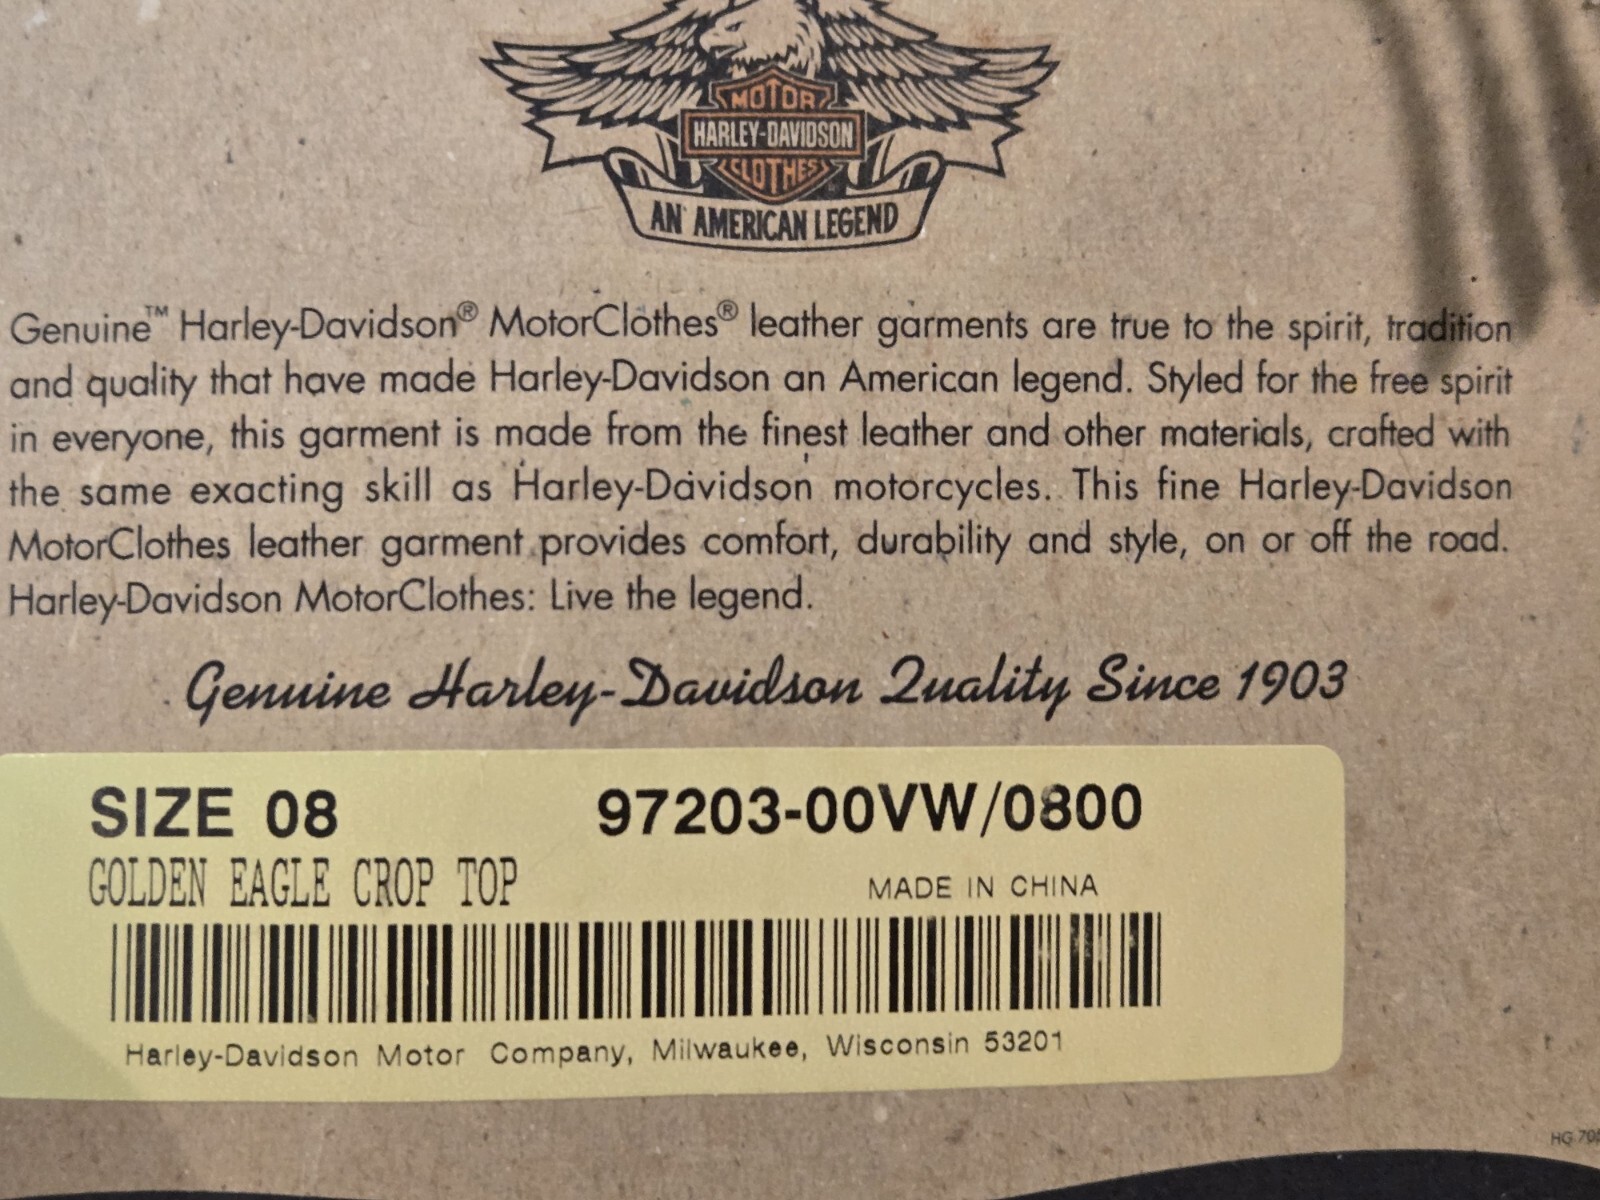 MOTOR
HARLEY-DAVIDSON
CLOTHES
AN AMERICAN LEGEND
Genuine™ Harley-Davidson® MotorClothes® leather garments are true to the spirit, tradition
and quality that have made Harley-Davidson an American legend. Styled for the free spirit
in everyone, this garment is made from the finest leather and other materials, crafted with
the same exacting skill as Harley-Davidson motorcycles. This fine Harley-Davidson
MotorClothes leather garment provides comfort, durability and style, on or off the road.
Harley-Davidson MotorClothes: Live the legend.
Genuine Harley-Davidson Quality Since 1903
SIZE 08 97203-00VW/0800
GOLDEN EAGLE CROP TOP
MADE IN CHINA
Harley-Davidson Motor Company, Milwaukee, Wisconsin 53201
HG